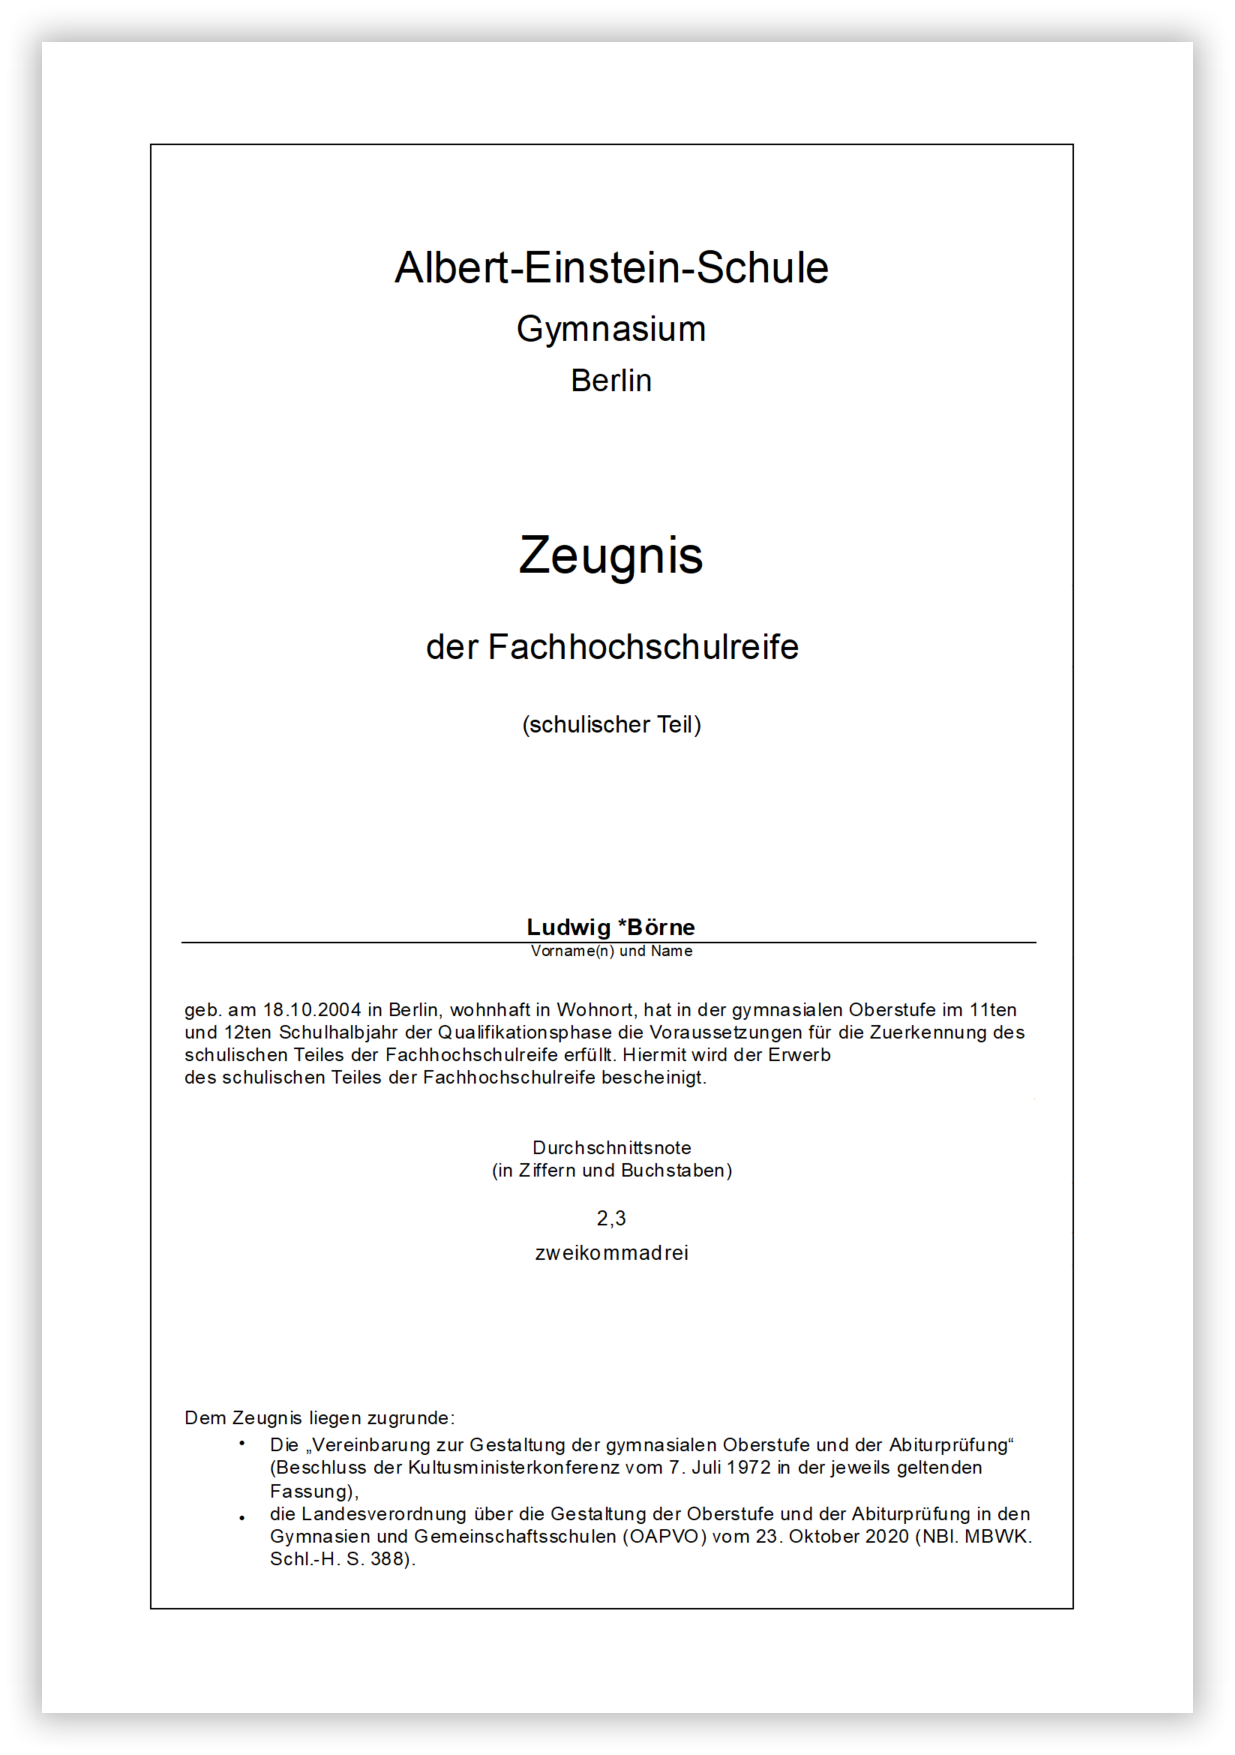 Albert-Einstein-Schule
Gymnasium
Berlin
Zeugnis
der Fachhochschulreife
(schulischer Teil)
Ludwig *Börne
Vorname(n) und Name
geb. am 18.10.2004 in Berlin, wohnhaft in Wohnort, hat in der gymnasialen Oberstufe im 11ten
und 12ten Schulhalbjahr der Qualifikationsphase die Voraussetzungen für die Zuerkennung des
schulischen Teiles der Fachhochschulreife erfüllt. Hiermit wird der Erwerb
des schulischen Teiles der Fachhochschulreife bescheinigt.
Durchschnittsnote
(in Ziffern und Buchstaben)
2,3
zweikommadrei
Dem Zeugnis liegen zugrunde:
• Die „Vereinbarung zur Gestaltung der gymnasialen Oberstufe und der Abiturprüfung“
(Beschluss der Kultusministerkonferenz vom 7. Juli 1972 in der jeweils geltenden
Fassung),
• die Landesverordnung über die Gestaltung der Oberstufe und der Abiturprüfung in den
Gymnasien und Gemeinschaftsschulen (OAPVO) vom 23. Oktober 2020 (NBl. MBWK.
Schl.-H. S. 388).